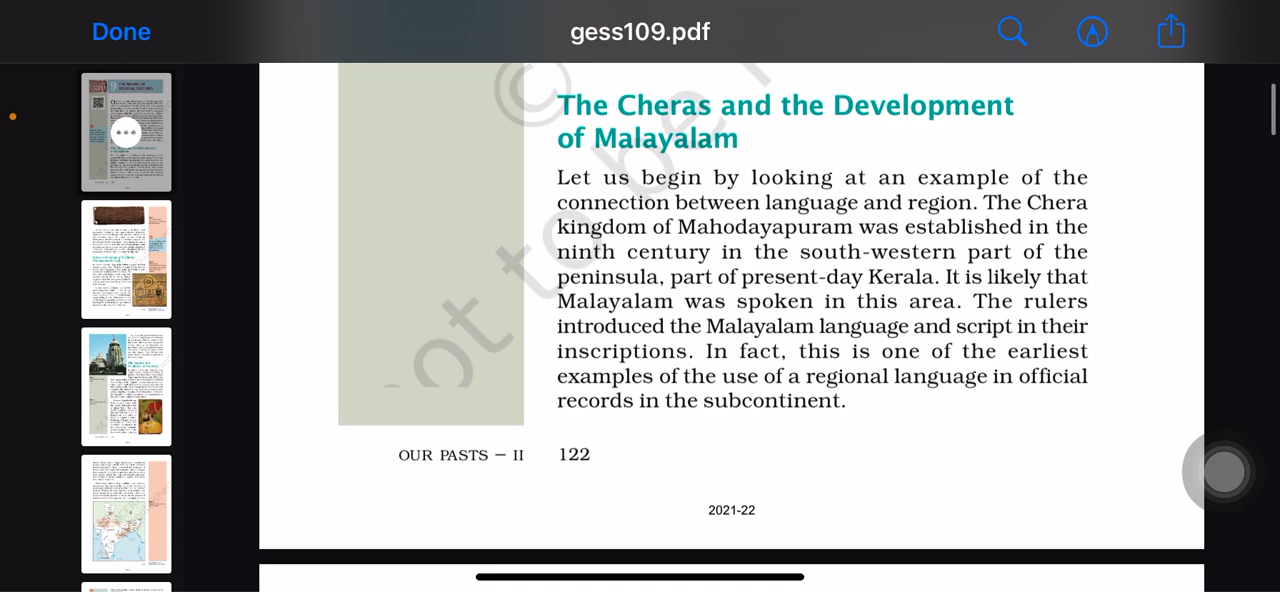 Done
gess109.pdf
The Cheras and the Development
of Malayalam
Let us begin by looking at an example of the
connection between language and region. The Chera
kingdom of Mahodayapuram was established in the
ninth century in the south-western part of the
peninsula, part of present-day Kerala. It is likely that
Malayalam was spoken in this area. The rulers
introduced the Malayalam language and script in their
inscriptions. In fact, this is one of the earliest
examples of the use of a regional language in official
records in the subcontinent.
OUR PASTS – II 122
2021-22